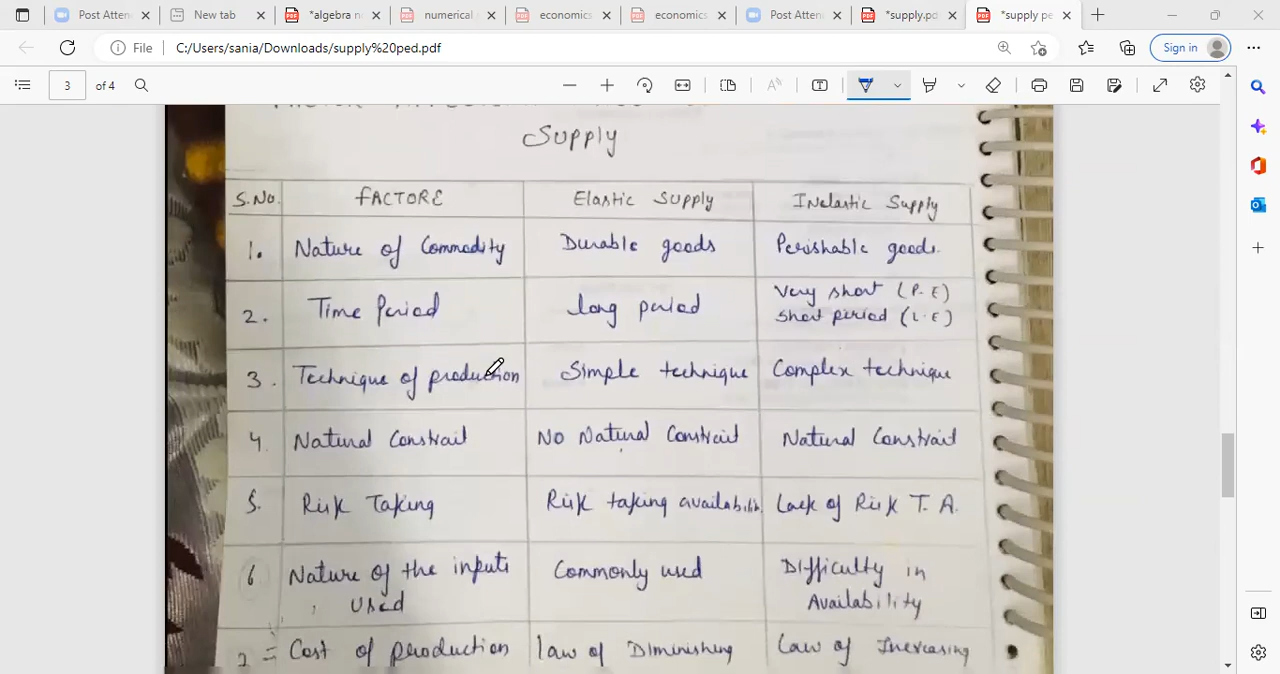 Post Atten
New tab
*algebra n
numerical
economics
economics
Post Atten
*supply.pd
*supply pe
File
C:/Users/sania/Downloads/supply%20ped.pdf
Sign in
3
of 4
Supply
S.No. FACTORE Elastic Supply Inelastic Supply
1. Nature of Commodity Durable goods Perishable goods.
2. Time Period long period Very short (P.E)
short period (L.E)
3. Technique of production Simple technique Complex technique
4. Natural Constrait NO Natural Constrait Natural Constrait
5. Risk Taking Risk taking availabilit Lack of Risk T. A.
6 Nature of the inputs Commonly used Difficulty in
used Availability
7 = Cost of production law of Diminishing Law of Increasing